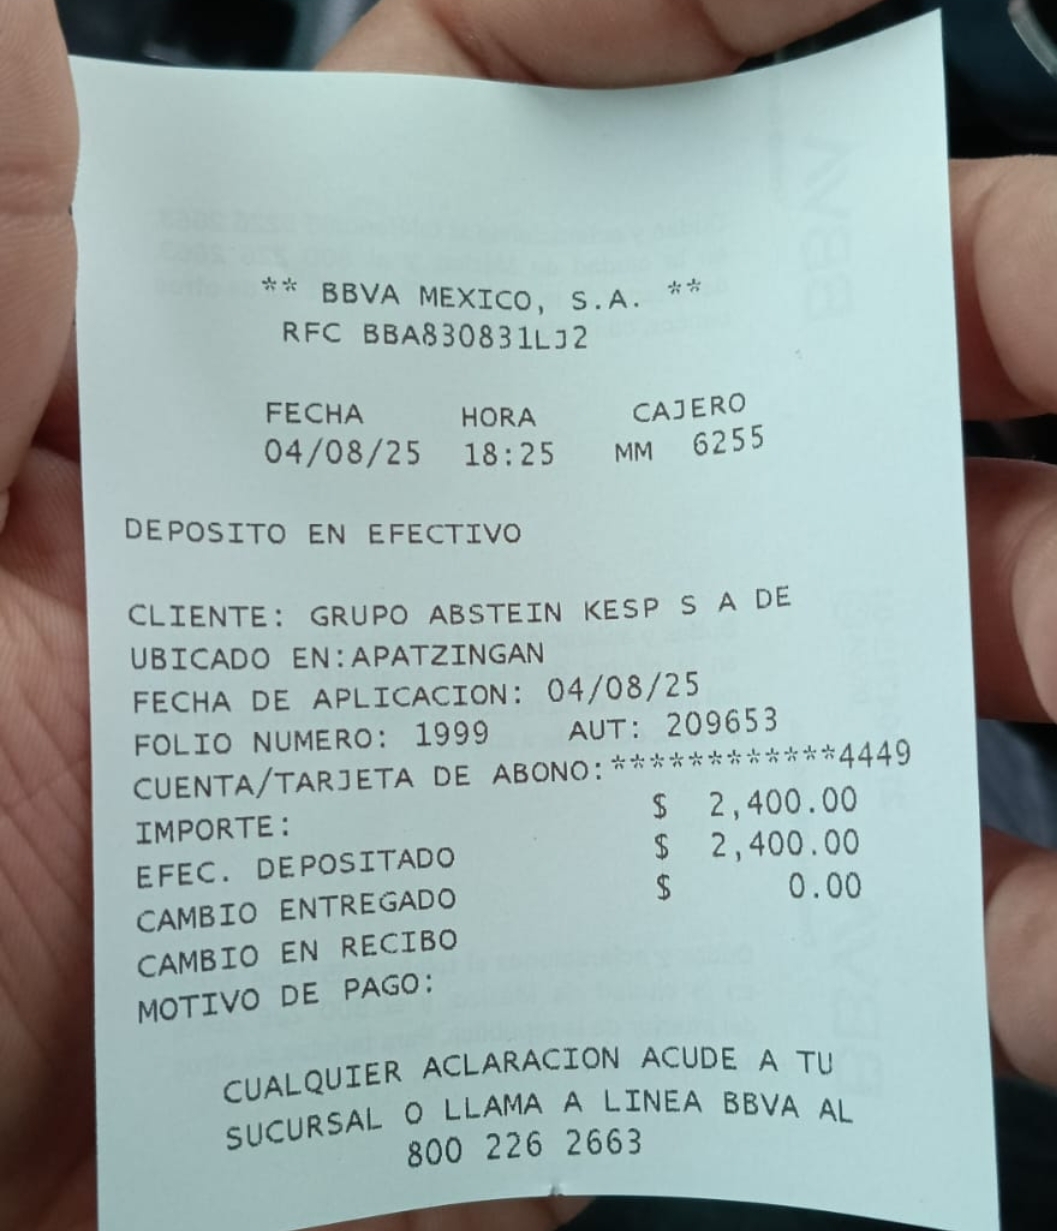 ** BBVA MEXICO, S.A. **
RFC BBA830831LJ2
FECHA HORA CAJERO
04/08/25 18:25 MM 6255
DEPOSITO EN EFECTIVO
CLIENTE: GRUPO ABSTEIN KESP S A DE
UBICADO EN:APATZINGAN
FECHA DE APLICACION: 04/08/25
FOLIO NUMERO: 1999 AUT: 209653
CUENTA/TARJETA DE ABONO:************4449
IMPORTE: $ 2,400.00
EFEC. DEPOSITADO $ 2,400.00
CAMBIO ENTREGADO $ 0.00
CAMBIO EN RECIBO
MOTIVO DE PAGO:
CUALQUIER ACLARACION ACUDE A TU
SUCURSAL O LLAMA A LINEA BBVA AL
800 226 2663